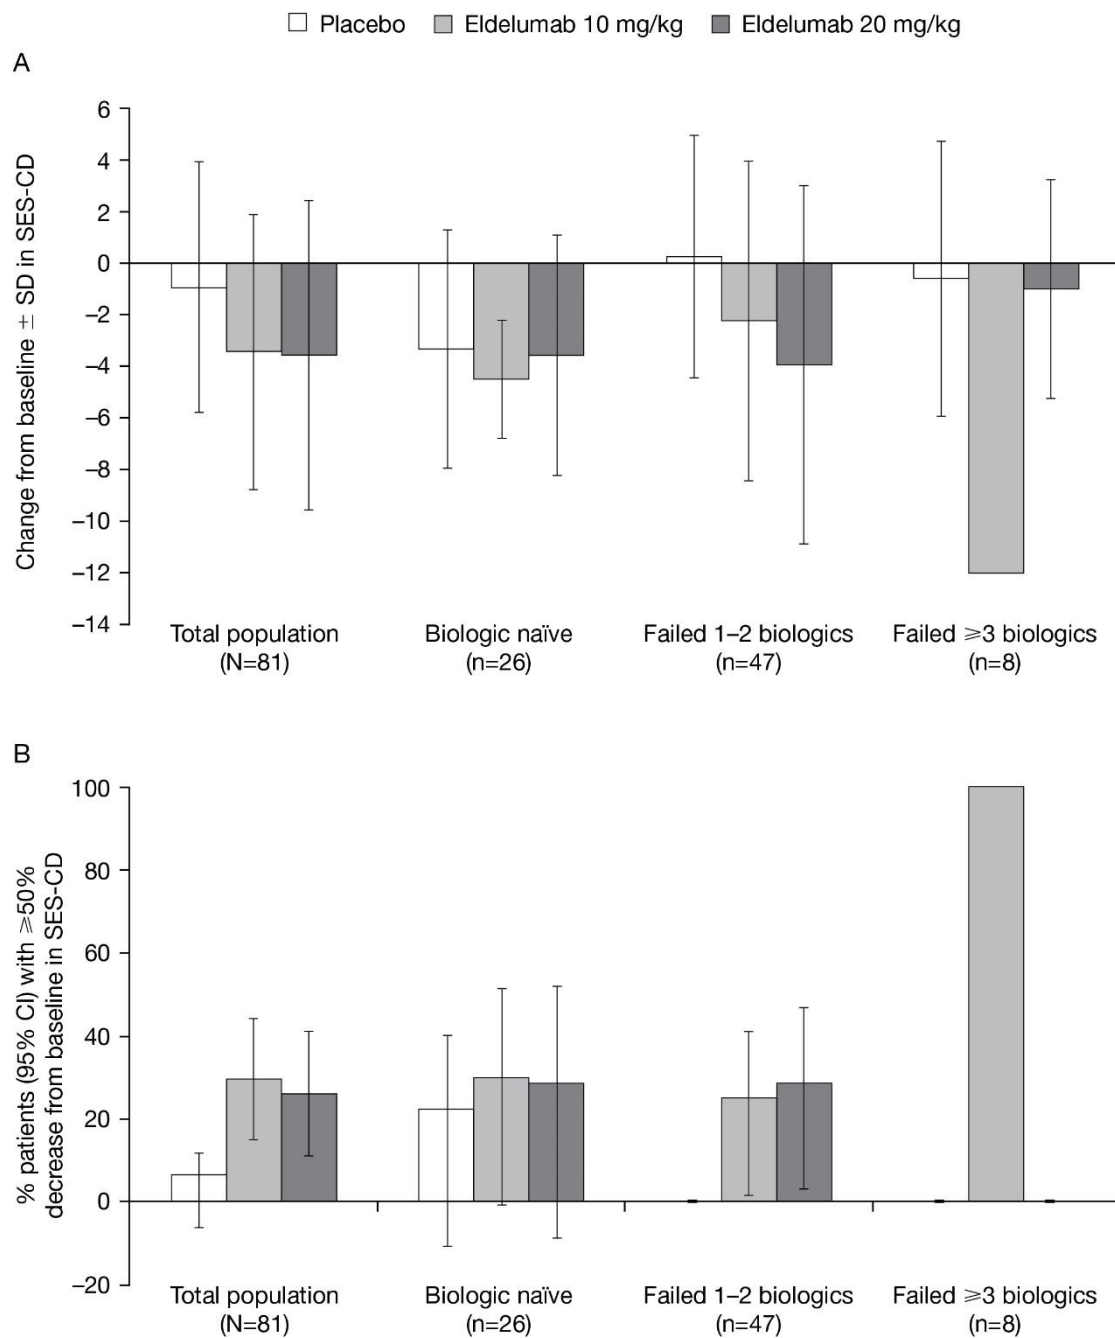 Placebo Eldelumab 10 mg/kg Eldelumab 20 mg/kg
A
Change from baseline ± SD in SES-CD
6
4
2
0
−2
−4
−6
−8
−10
−12
−14
Total population Biologic naïve Failed 1–2 biologics Failed ⩾3 biologics
(N=81) (n=26) (n=47) (n=8)
B
% patients (95% CI) with ⩾50%
decrease from baseline in SES-CD
100
80
60
40
20
0
−20
Total population Biologic naïve Failed 1–2 biologics Failed ⩾3 biologics
(N=81) (n=26) (n=47) (n=8)